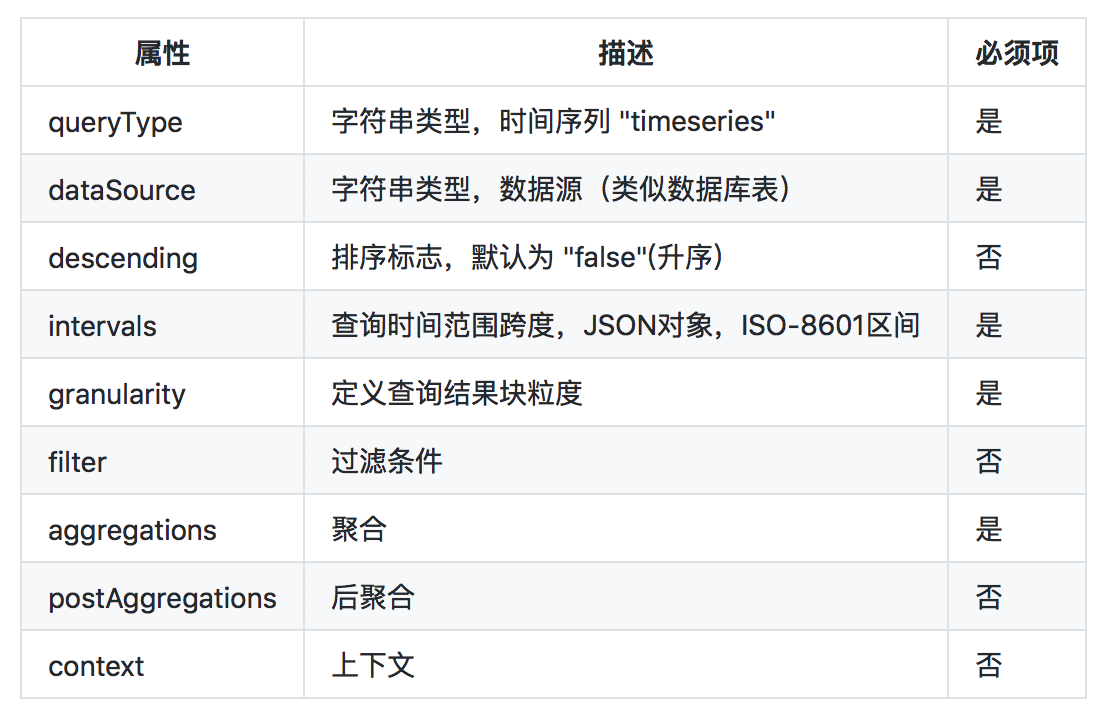 属性 描述 必须项
queryType 字符串类型，时间序列 "timeseries" 是
dataSource 字符串类型，数据源（类似数据库表） 是
descending 排序标志，默认为 "false"(升序) 否
intervals 查询时间范围跨度，JSON对象，ISO-8601区间 是
granularity 定义查询结果块粒度 是
filter 过滤条件 否
aggregations 聚合 是
postAggregations 后聚合 否
context 上下文 否